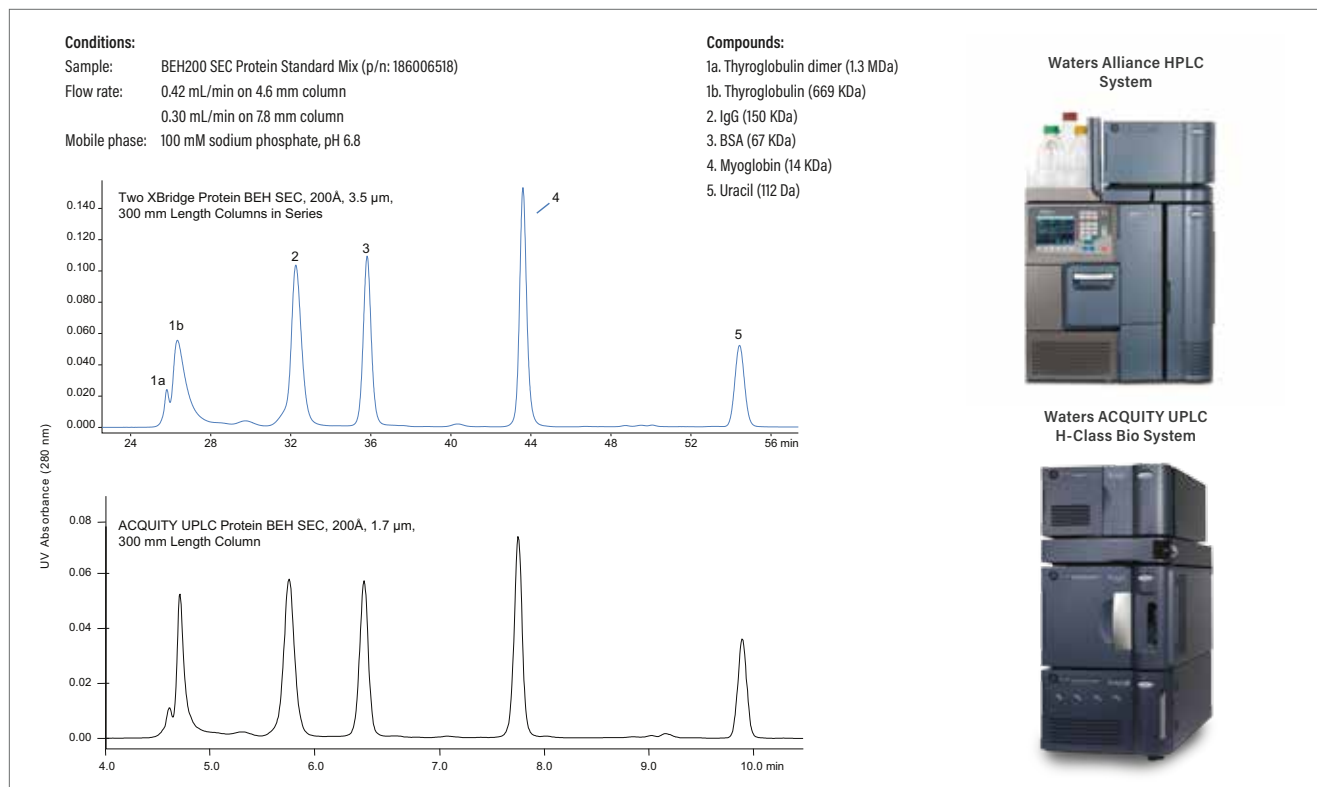 Conditions:
Sample: BEH200 SEC Protein Standard Mix (p/n: 186006518)
Flow rate: 0.42 mL/min on 4.6 mm column
0.30 mL/min on 7.8 mm column
Mobile phase: 100 mM sodium phosphate, pH 6.8
Compounds:
1a. Thyroglobulin dimer (1.3 MDa)
1b. Thyroglobulin (669 KDa)
2. IgG (150 KDa)
3. BSA (67 KDa)
4. Myoglobin (14 KDa)
5. Uracil (112 Da)
Waters Alliance HPLC
System
Two XBridge Protein BEH SEC, 200Å, 3.5 µm,
300 mm Length Columns in Series
0.140
0.120
0.100
0.080
0.060
0.040
0.020
0.000
1a
1b
2
3
4
5
24 28 32 36 40 44 48 52 56 min
UV Absorbance (280 nm)
Waters ACQUITY UPLC
H-Class Bio System
ACQUITY UPLC Protein BEH SEC, 200Å, 1.7 µm,
300 mm Length Column
0.08
0.06
0.04
0.02
0.00
4.0 5.0 6.0 7.0 8.0 9.0 10.0 min